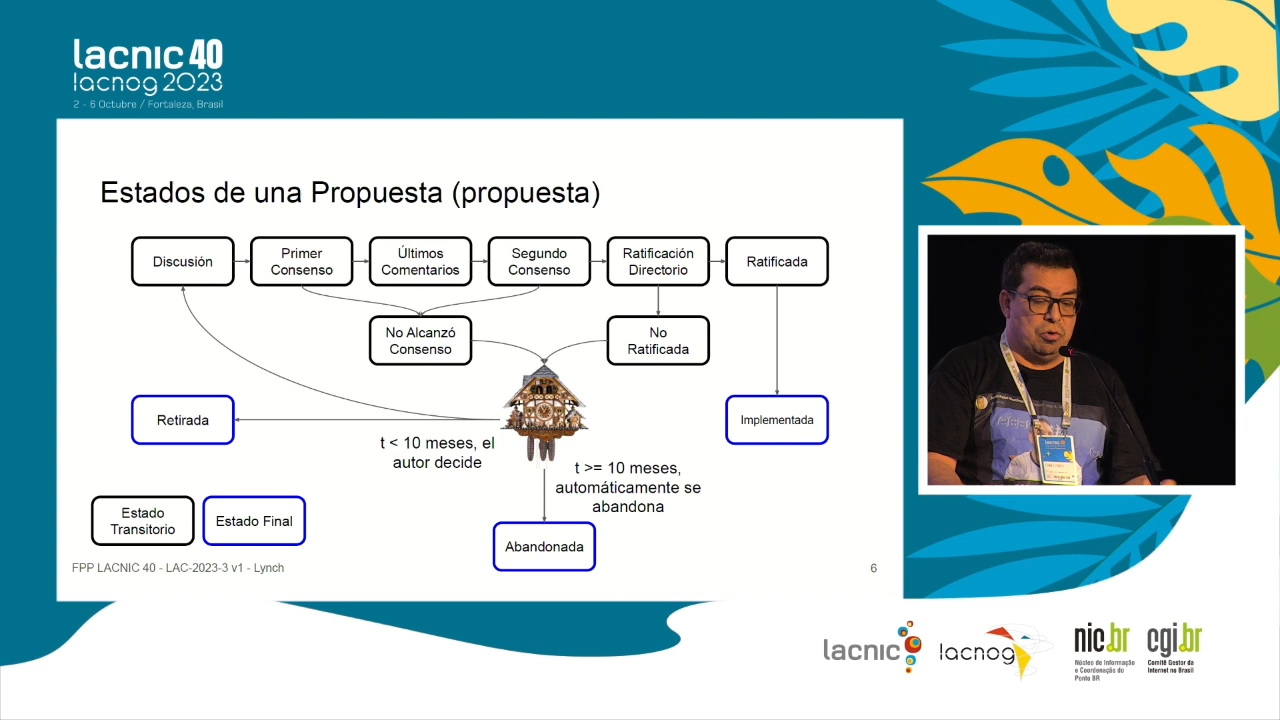 lacnic 40
lacnog 2023
2 - 6 Octubre / Fortaleza, Brasil
Estados de una Propuesta (propuesta)
Discusión
Primer
Consenso
Últimos
Comentarios
Segundo
Consenso
Ratificación
Directorio
Ratificada
No Alcanzó
Consenso
No
Ratificada
Retirada
Implementada
t < 10 meses, el
autor decide
t >= 10 meses,
automáticamente se
abandona
Estado
Transitorio
Estado Final
Abandonada
FPP LACNIC 40 - LAC-2023-3 v1 - Lynch
6
lacnic
lacnog
nic.br
Núcleo de Informação
e Coordenação do
Ponto BR
cgi.br
Comitê Gestor da
Internet no Brasil